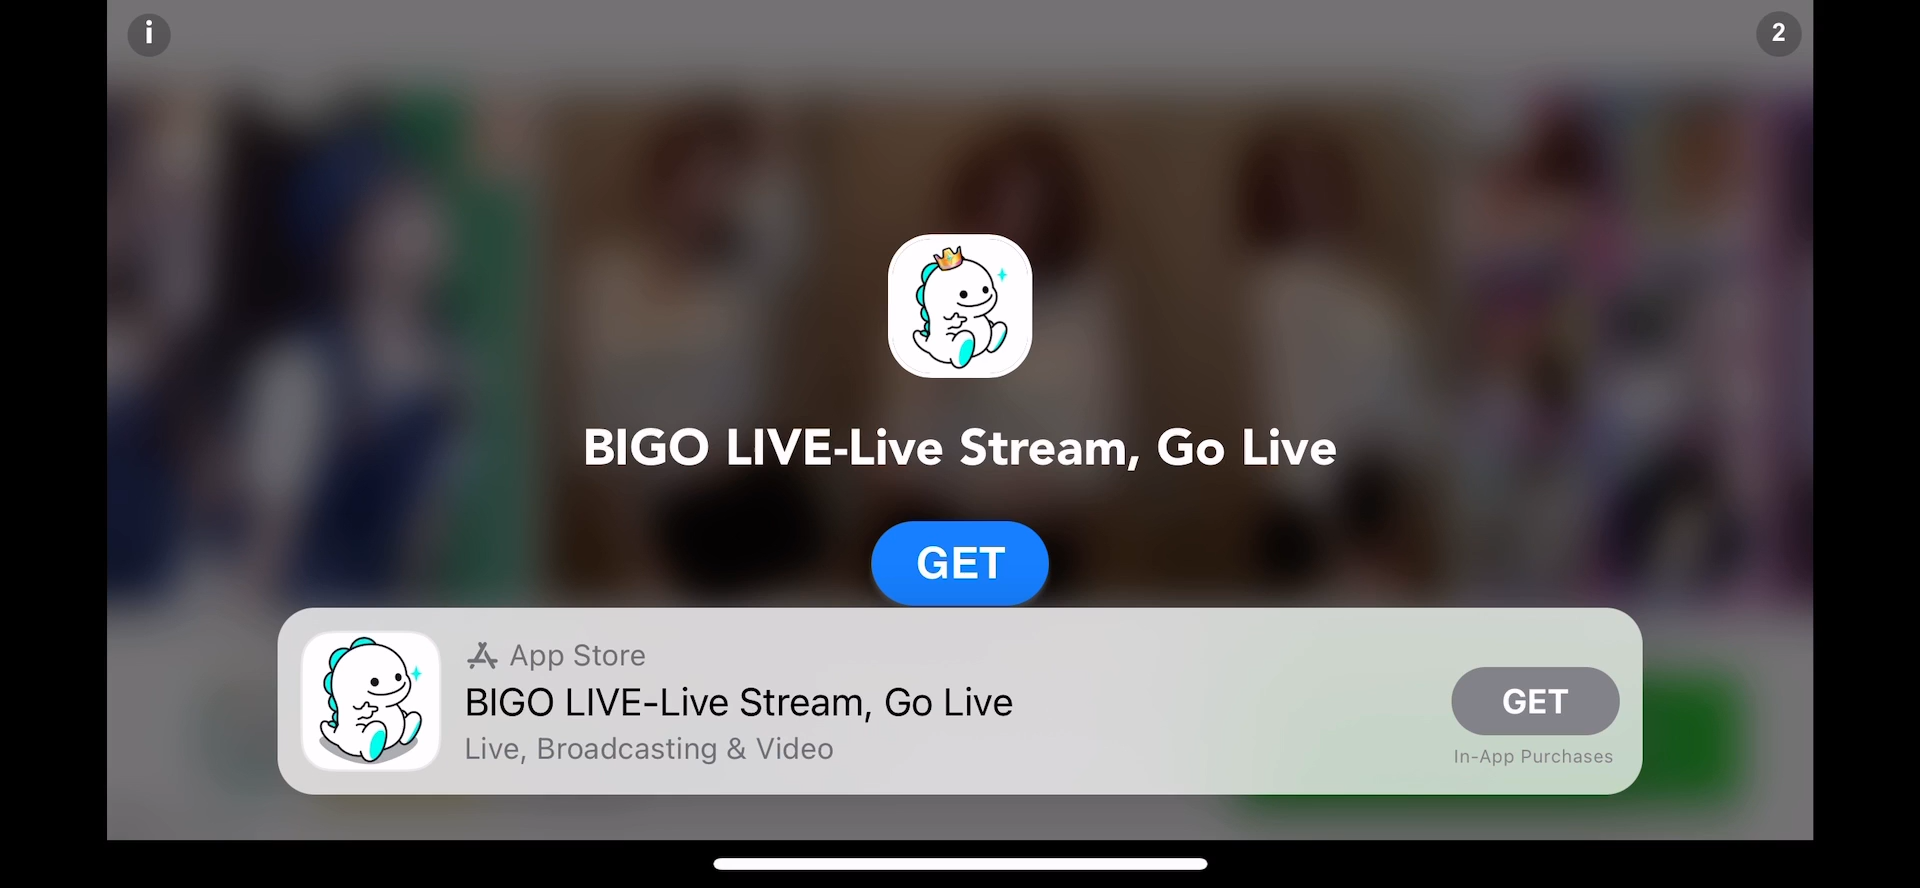 i
2
BIGO LIVE-Live Stream, Go Live
GET
App Store
BIGO LIVE-Live Stream, Go Live
Live, Broadcasting & Video
GET
In-App Purchases